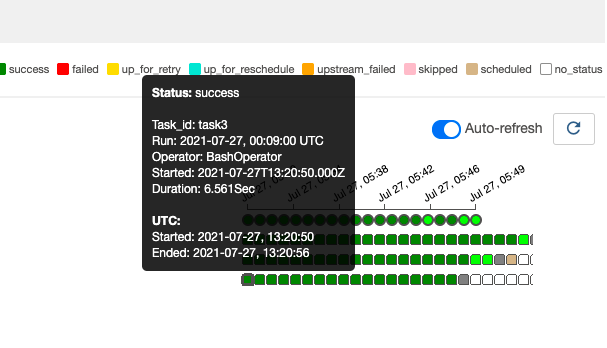 success failed up_for_retry up_for_reschedule upstream_failed skipped scheduled no_status
Status: success
Task_id: task3
Run: 2021-07-27, 00:09:00 UTC
Operator: BashOperator
Started: 2021-07-27T13:20:50.000Z
Duration: 6.561Sec
UTC:
Started: 2021-07-27, 13:20:50
Ended: 2021-07-27, 13:20:56
Auto-refresh
Jul 27, 05:38
Jul 27, 05:42
Jul 27, 05:46
Jul 27, 05:49